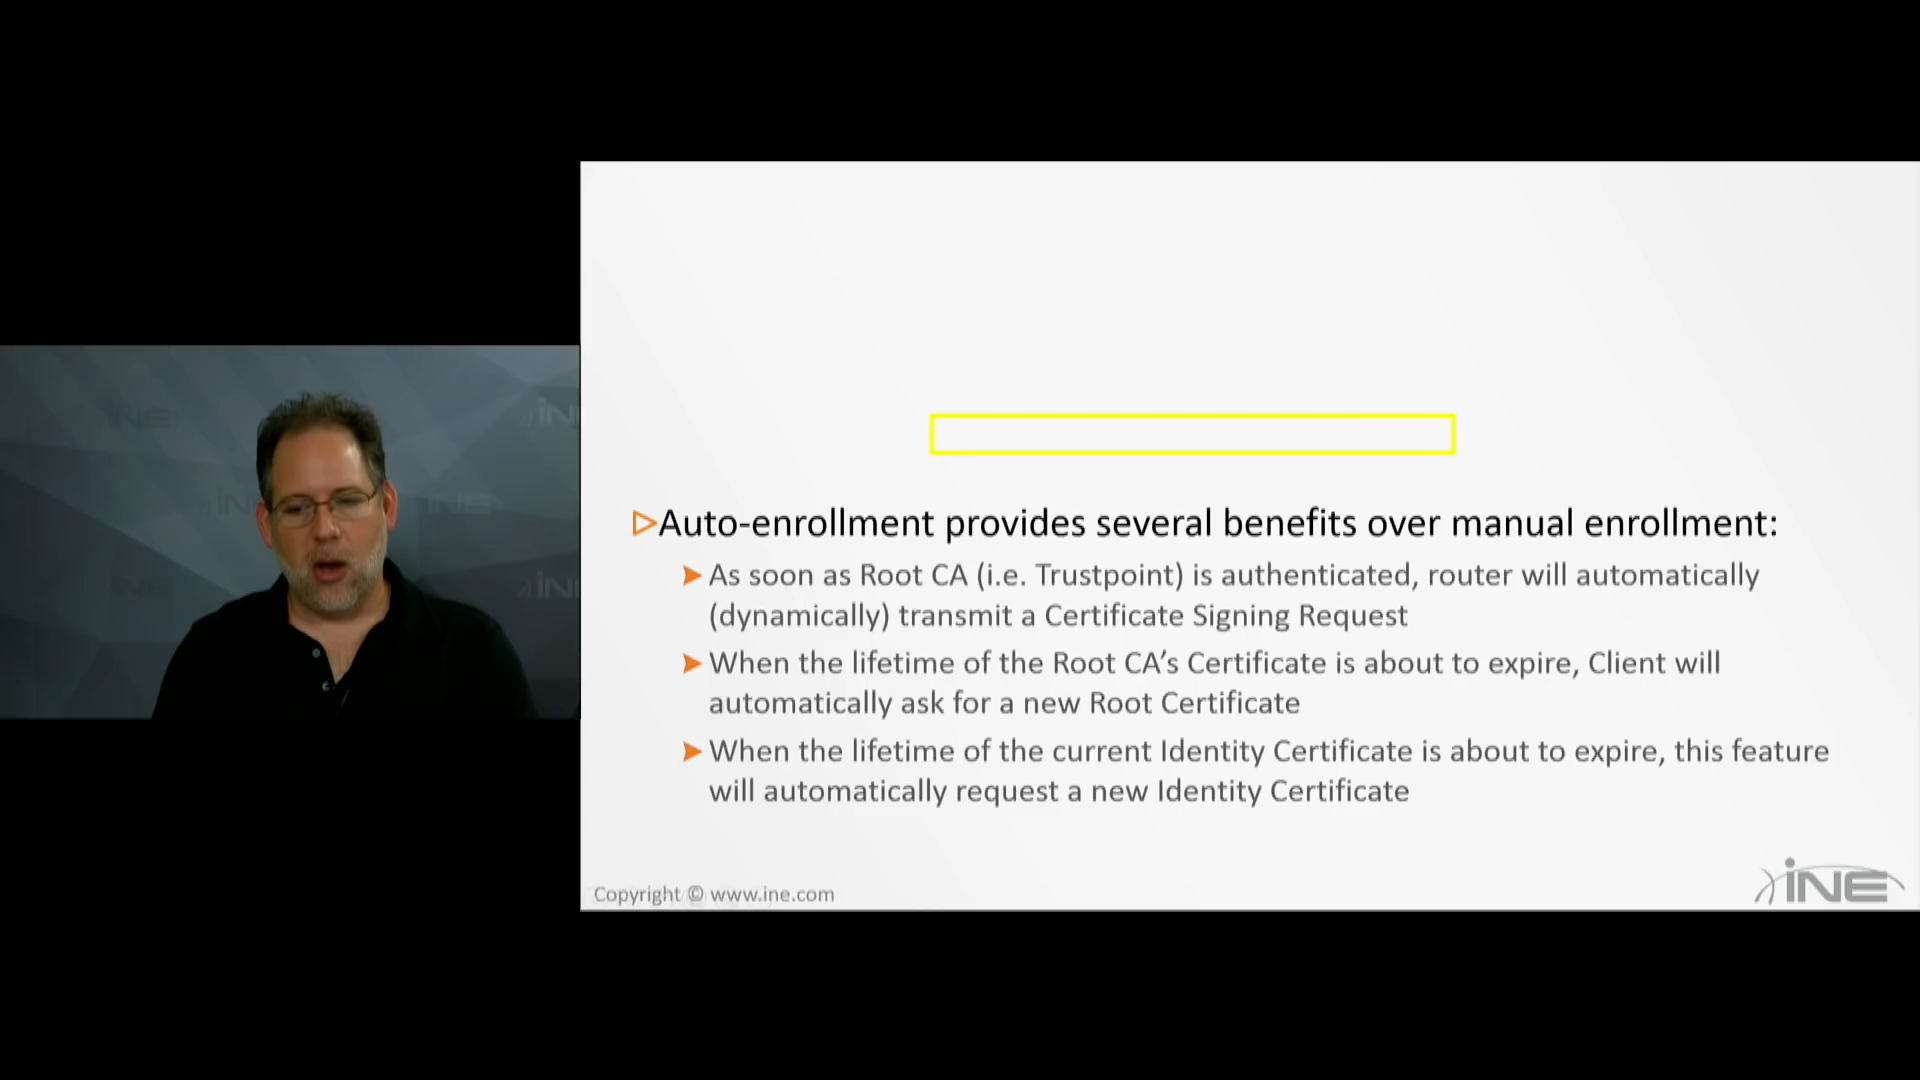 Auto-enrollment provides several benefits over manual enrollment:
As soon as Root CA (i.e. Trustpoint) is authenticated, router will automatically
(dynamically) transmit a Certificate Signing Request
When the lifetime of the Root CA’s Certificate is about to expire, Client will
automatically ask for a new Root Certificate
When the lifetime of the current Identity Certificate is about to expire, this feature
will automatically request a new Identity Certificate
Copyright © www.ine.com
iNE